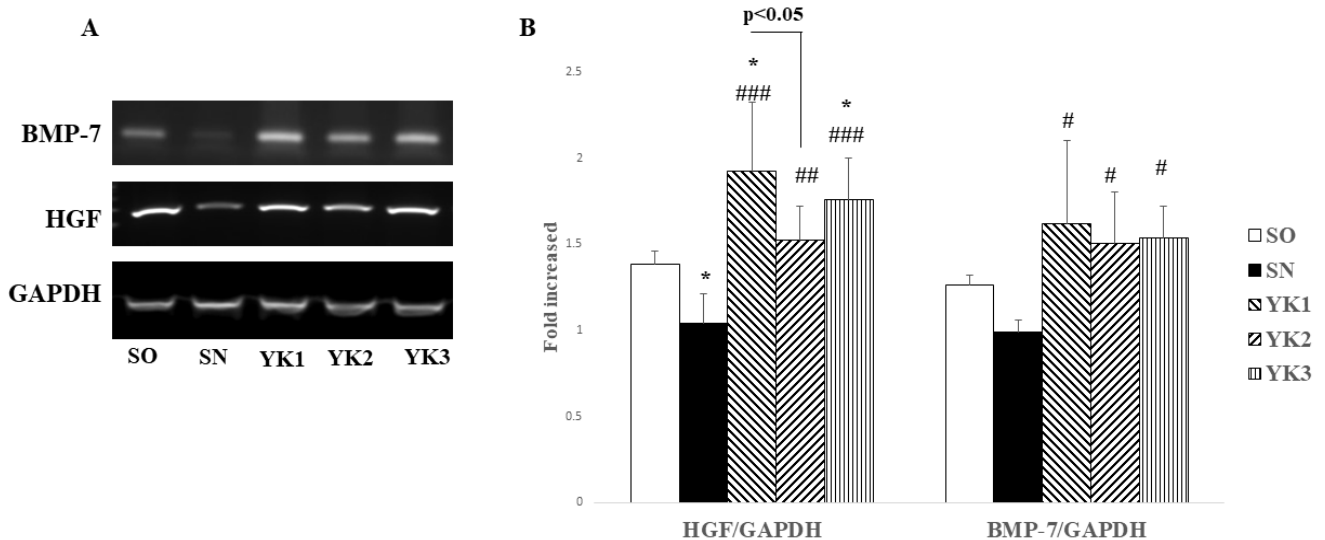 A
BMP-7
HGF
GAPDH
SO SN YK1 YK2 YK3
B
p<0.05
* *
### ## ###
*
# # #
2.5
2
1.5
1
0.5
0
Fold increased
HGF/GAPDH BMP-7/GAPDH
SO
SN
YK1
YK2
YK3